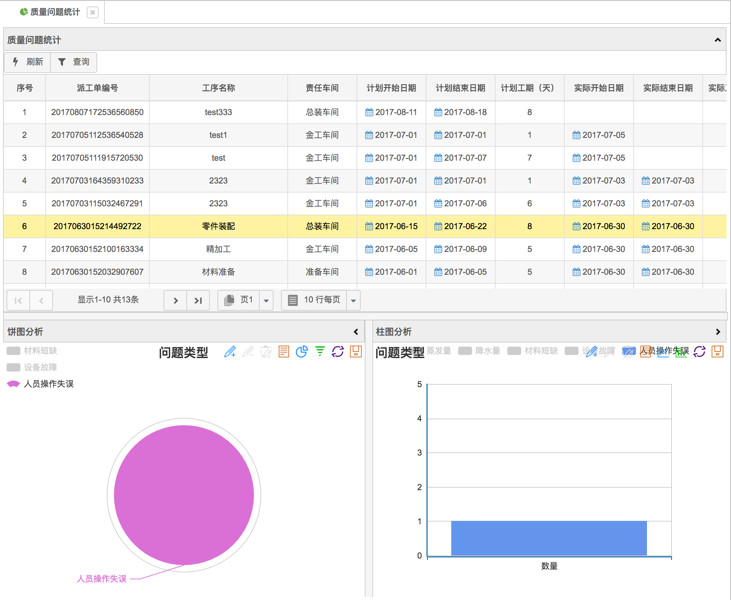 质量问题统计
质量问题统计
刷新 查询
序号 派工单编号 工序名称 责任车间 计划开始日期 计划结束日期 计划工期（天） 实际开始日期 实际结束日期 实际
1 20170807172536560850 test333 总装车间 2017-08-11 2017-08-18 8
2 20170705112536540528 test1 金工车间 2017-07-01 2017-07-01 1 2017-07-05
3 20170705111915720530 test 金工车间 2017-07-01 2017-07-07 7 2017-07-05
4 20170703164359310233 2323 金工车间 2017-07-01 2017-07-01 1 2017-07-03 2017-07-03
5 20170703115032467291 2323 金工车间 2017-07-01 2017-07-06 6 2017-07-03 2017-07-03
6 20170630152144927​22 零件装配 总装车间 2017-06-15 2017-06-22 8 2017-06-30 2017-06-30
7 20170630152100163334 精加工 金工车间 2017-06-05 2017-06-09 5 2017-06-30 2017-06-30
8 20170630152032907607 材料准备 准备车间 2017-06-01 2017-06-05 5 2017-06-30 2017-06-30
显示1-10 共13条 页1 10 行每页
饼图分析
材料短缺
设备故障
人员操作失误
问题类型
人员操作失误
柱图分析
问题类型 蒸发量 降水量 材料短缺 设备故障 人员操作失误
5
4
3
2
1
0
数量